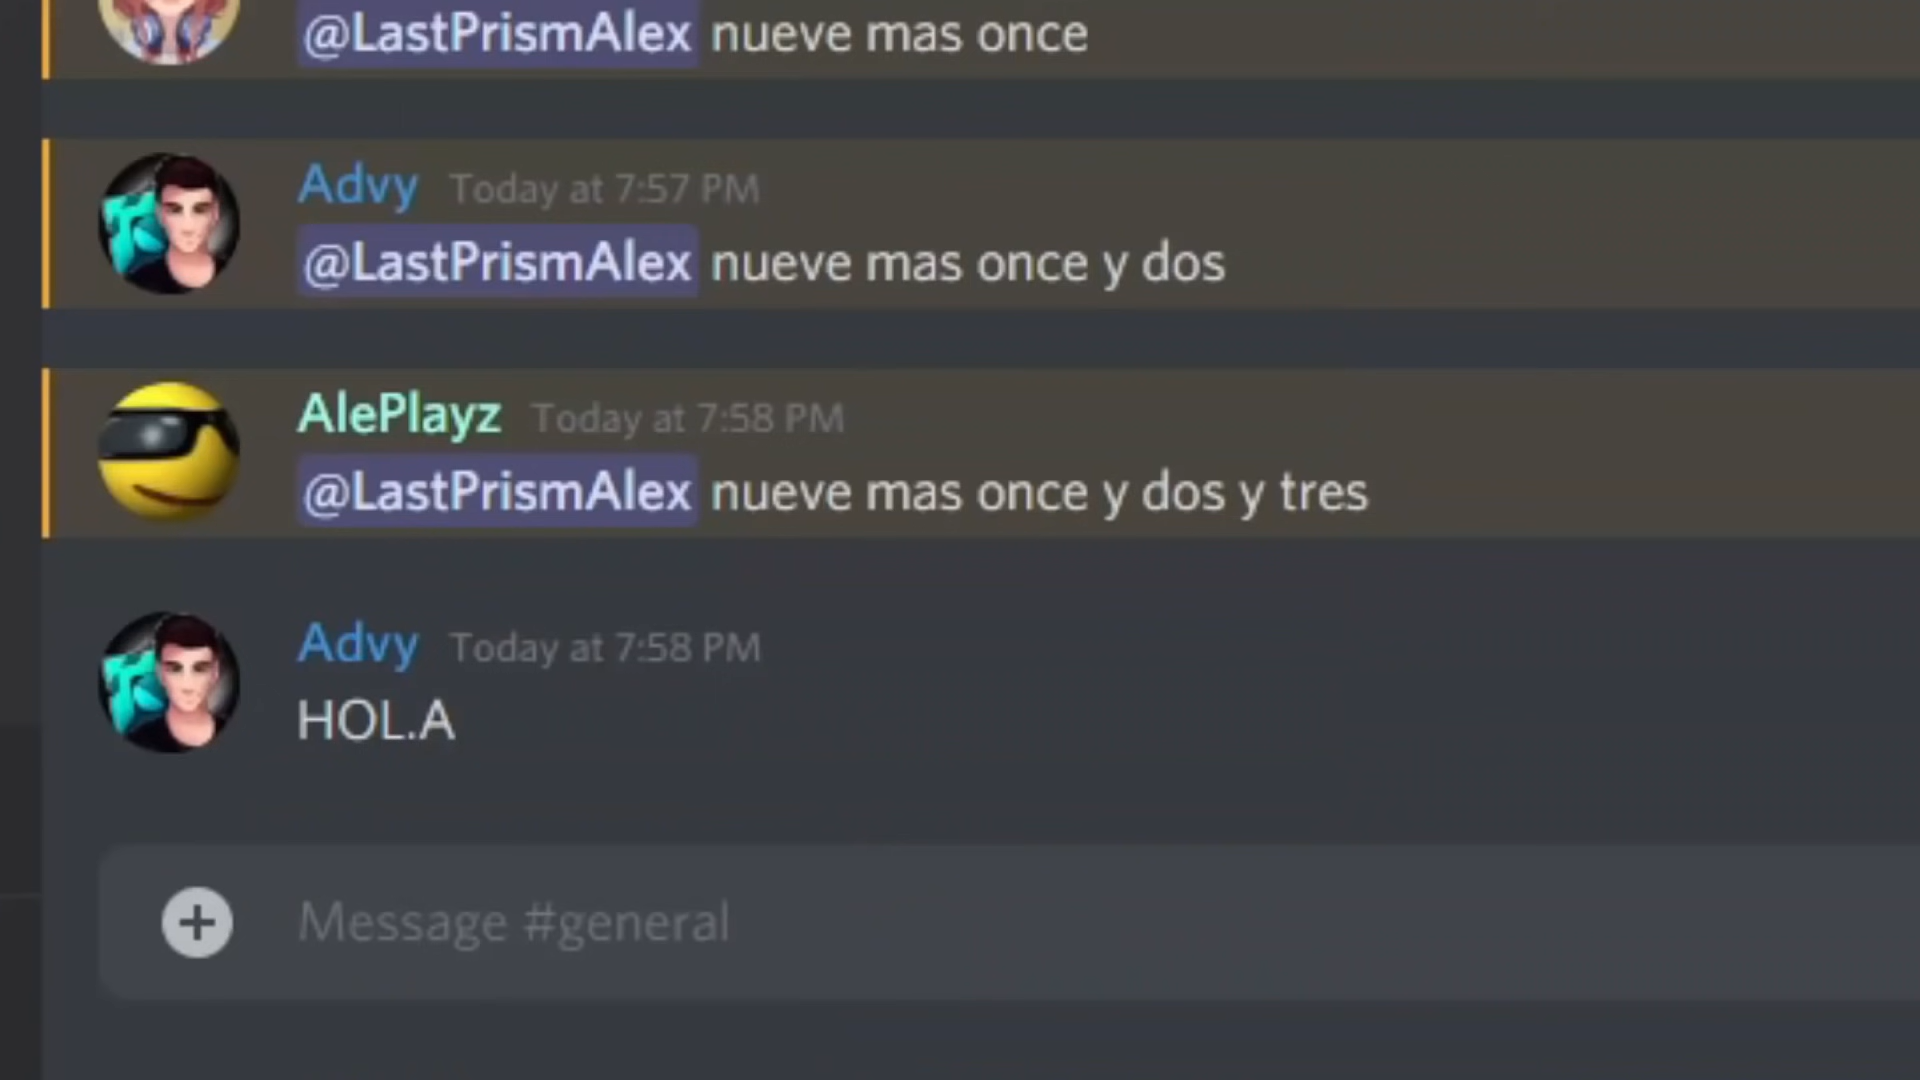 @LastPrismAlex nueve mas once
Advy Today at 7:57 PM
@LastPrismAlex nueve mas once y dos
AlePlayz Today at 7:58 PM
@LastPrismAlex nueve mas once y dos y tres
Advy Today at 7:58 PM
HOL.A
Message #general